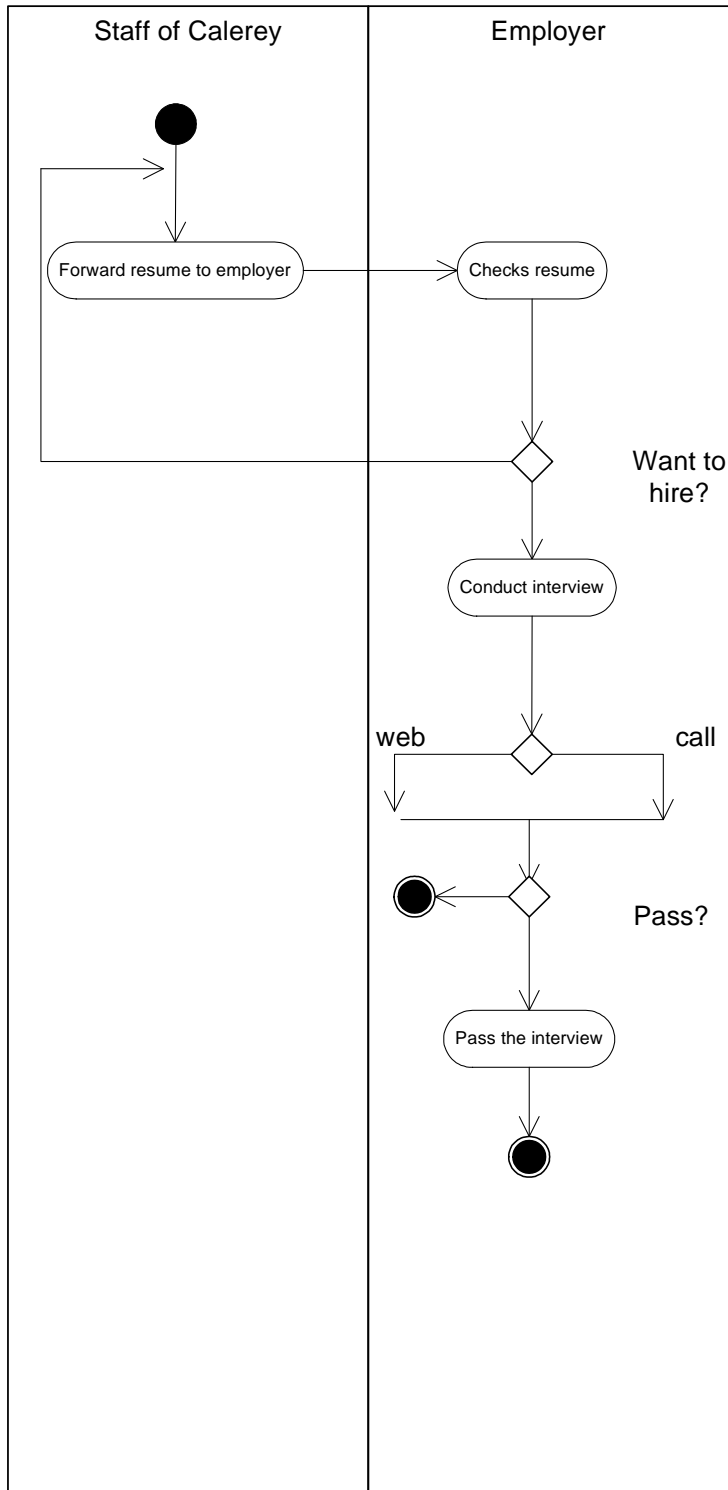 Staff of Calerey
Employer
Forward resume to employer
Checks resume
Want to
hire?
Conduct interview
web
call
Pass?
Pass the interview